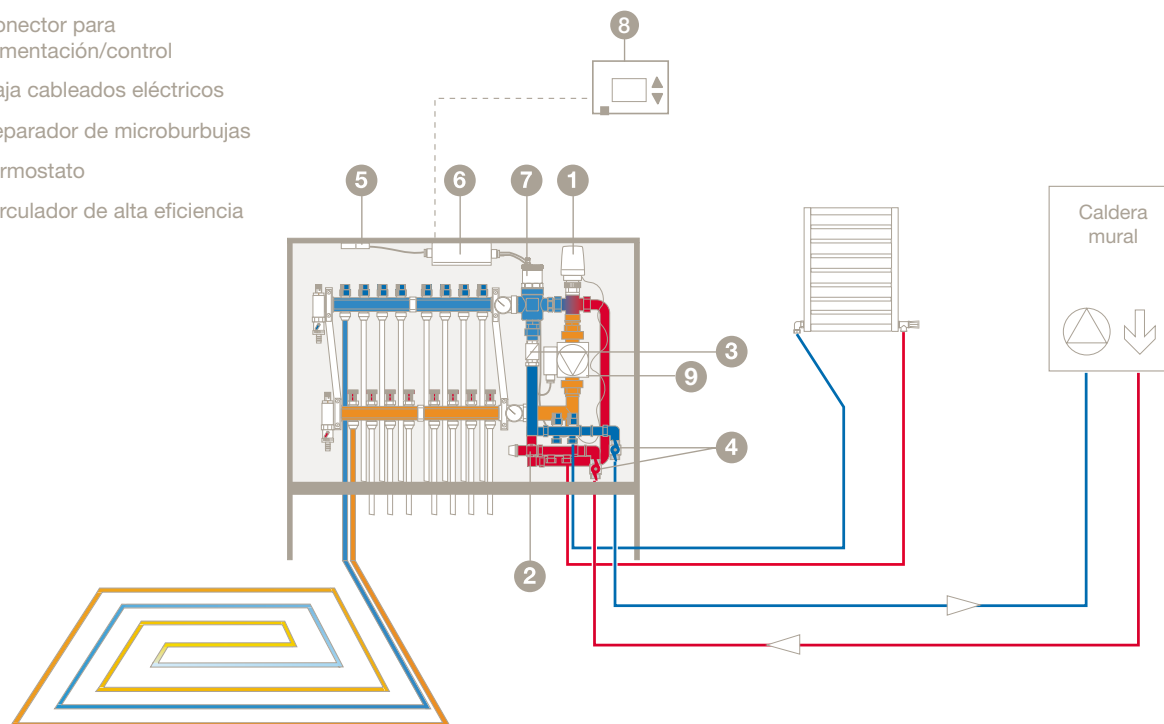 onector para
mentación/control
aja cableados eléctricos
eparador de microburbujas
ermostato
rculador de alta eficiencia
8
5
6
7
1
Caldera
mural
3
9
4
2